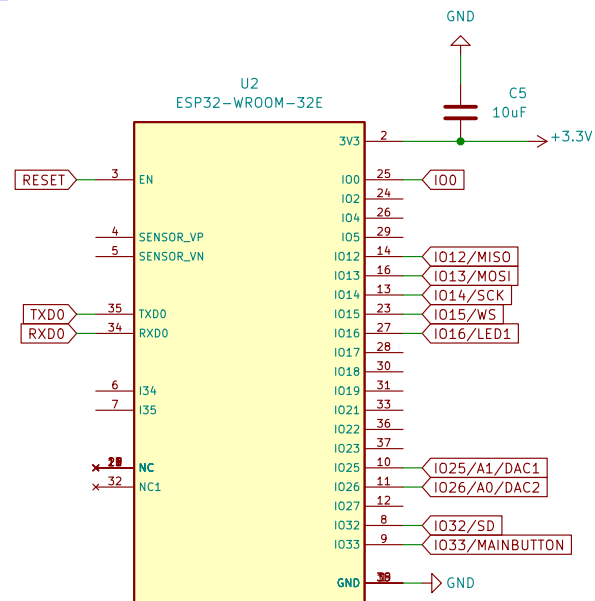 GND
U2
ESP32-WROOM-32E
C5
10uF
3V3 2 +3.3V
RESET 3 EN IO0 25 IO0
IO2 24
IO4 26
4 SENSOR_VP IO5 29
5 SENSOR_VN IO12 14 IO12/MISO
IO13 16 IO13/MOSI
IO14 13 IO14/SCK
TXD0 35 TXD0 IO15 23 IO15/WS
RXD0 34 RXD0 IO16 27 IO16/LED1
IO17 28
IO18 30
6 I34 IO19 31
7 I35 IO21 33
IO22 36
IO23 37
NC IO25 10 IO25/A1/DAC1
32 NC1 IO26 11 IO26/A0/DAC2
IO27 12
IO32 8 IO32/SD
IO33 9 IO33/MAINBUTTON
GND GND